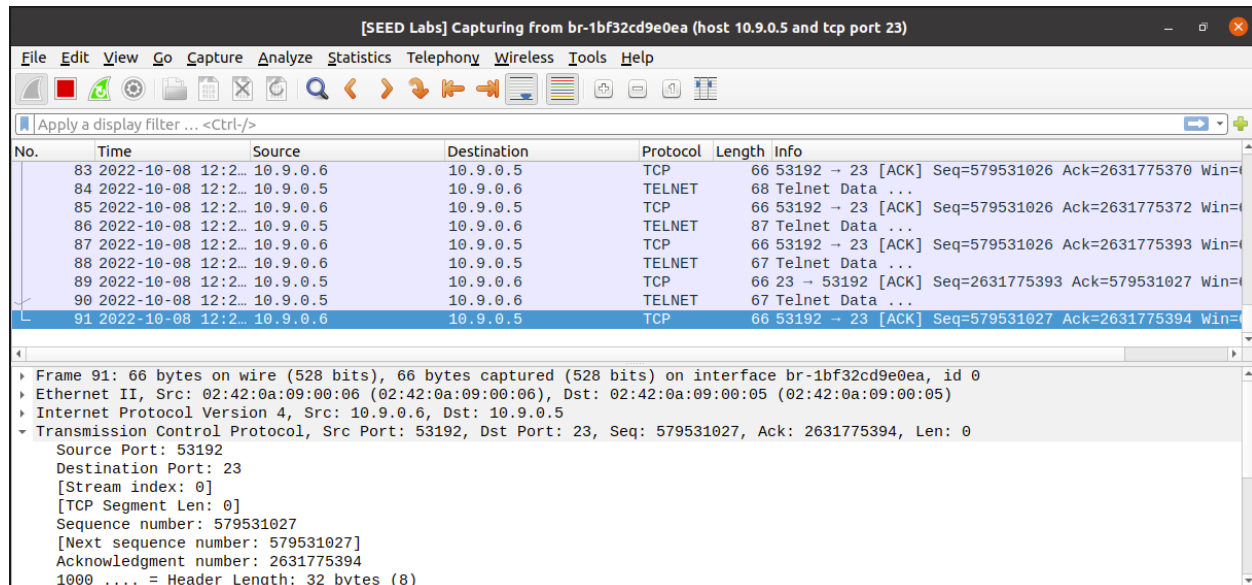 [SEED Labs] Capturing from br-1bf32cd9e0ea (host 10.9.0.5 and tcp port 23)
File Edit View Go Capture Analyze Statistics Telephony Wireless Tools Help
Apply a display filter … <Ctrl-/>
No. Time Source Destination Protocol Length Info
83 2022-10-08 12:2… 10.9.0.6 10.9.0.5 TCP 66 53192 → 23 [ACK] Seq=579531026 Ack=2631775370 Win=
84 2022-10-08 12:2… 10.9.0.5 10.9.0.6 TELNET 68 Telnet Data ...
85 2022-10-08 12:2… 10.9.0.6 10.9.0.5 TCP 66 53192 → 23 [ACK] Seq=579531026 Ack=2631775372 Win=
86 2022-10-08 12:2… 10.9.0.5 10.9.0.6 TELNET 87 Telnet Data ...
87 2022-10-08 12:2… 10.9.0.6 10.9.0.5 TCP 66 53192 → 23 [ACK] Seq=579531026 Ack=2631775393 Win=
88 2022-10-08 12:2… 10.9.0.6 10.9.0.5 TELNET 67 Telnet Data ...
89 2022-10-08 12:2… 10.9.0.5 10.9.0.6 TCP 66 23 → 53192 [ACK] Seq=2631775393 Ack=579531027 Win=
90 2022-10-08 12:2… 10.9.0.5 10.9.0.6 TELNET 67 Telnet Data ...
91 2022-10-08 12:2… 10.9.0.6 10.9.0.5 TCP 66 53192 → 23 [ACK] Seq=579531027 Ack=2631775394 Win=
Frame 91: 66 bytes on wire (528 bits), 66 bytes captured (528 bits) on interface br-1bf32cd9e0ea, id 0
Ethernet II, Src: 02:42:0a:09:00:06 (02:42:0a:09:00:06), Dst: 02:42:0a:09:00:05 (02:42:0a:09:00:05)
Internet Protocol Version 4, Src: 10.9.0.6, Dst: 10.9.0.5
Transmission Control Protocol, Src Port: 53192, Dst Port: 23, Seq: 579531027, Ack: 2631775394, Len: 0
Source Port: 53192
Destination Port: 23
[Stream index: 0]
[TCP Segment Len: 0]
Sequence number: 579531027
[Next sequence number: 579531027]
Acknowledgment number: 2631775394
1000 .... = Header Length: 32 bytes (8)